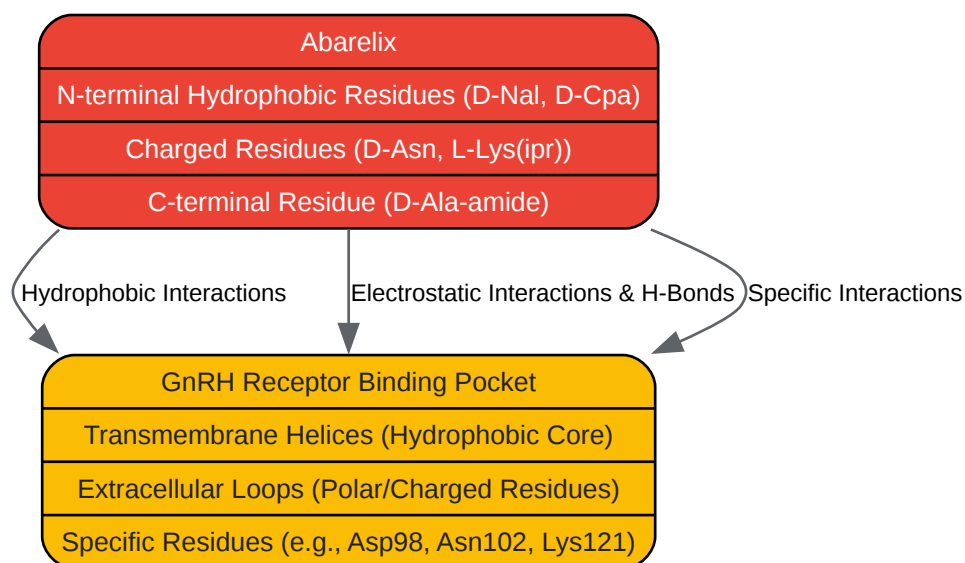 Abarelix
N-terminal Hydrophobic Residues (D-Nal, D-Cpa)
Charged Residues (D-Asn, L-Lys(ipr))
C-terminal Residue (D-Ala-amide)
Hydrophobic Interactions
Electrostatic Interactions & H-Bonds
Specific Interactions
GnRH Receptor Binding Pocket
Transmembrane Helices (Hydrophobic Core)
Extracellular Loops (Polar/Charged Residues)
Specific Residues (e.g., Asp98, Asn102, Lys121)